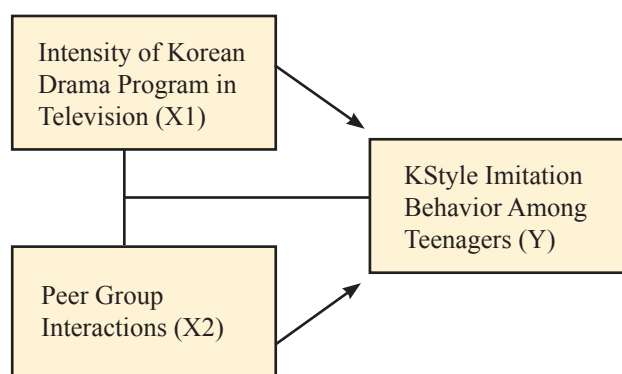 Intensity of Korean
Drama Program in
Television (X1)
KStyle Imitation
Behavior Among
Teenagers (Y)
Peer Group
Interactions (X2)